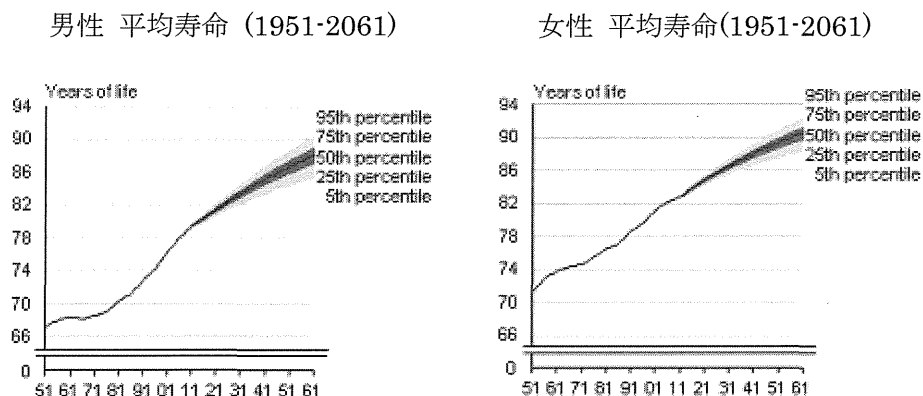 男性 平均寿命 (1951-2061)
Years of life
94
90
86
82
78
74
70
66
0
51 61 71 81 91 01 11 21 31 41 51 61
95th percentile
75th percentile
50th percentile
25th percentile
5th percentile
女性 平均寿命(1951-2061)
Years of life
94
90
86
82
78
74
70
66
0
51 61 71 81 91 01 11 21 31 41 51 61
95th percentile
75th percentile
50th percentile
25th percentile
5th percentile